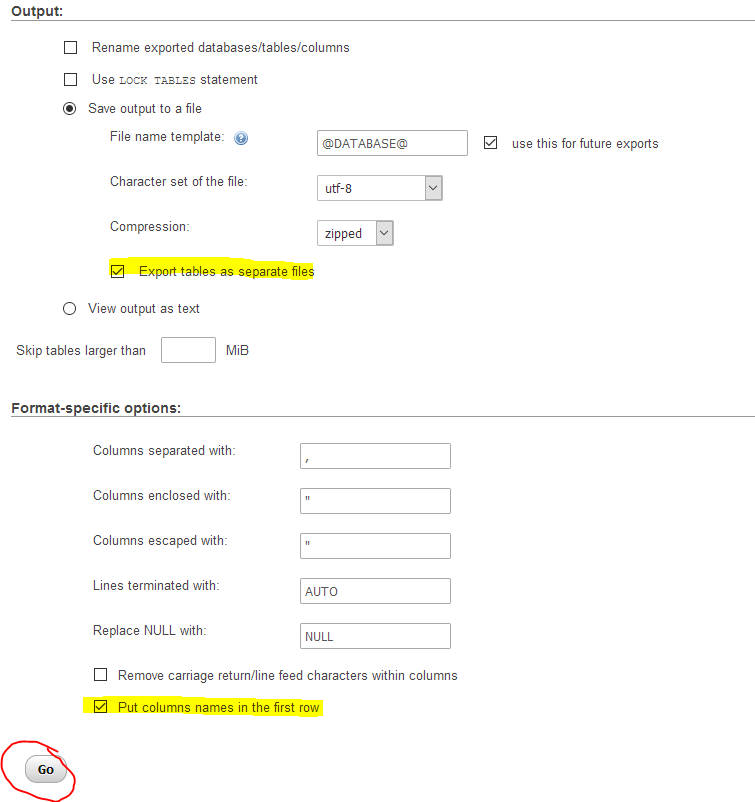 Output:
Rename exported databases/tables/columns
Use LOCK TABLES statement
Save output to a file
File name template: @DATABASE@ use this for future exports
Character set of the file: utf-8
Compression: zipped
Export tables as separate files
View output as text
Skip tables larger than MiB
Format-specific options:
Columns separated with: ,
Columns enclosed with: "
Columns escaped with: "
Lines terminated with: AUTO
Replace NULL with: NULL
Remove carriage return/line feed characters within columns
Put columns names in the first row
Go